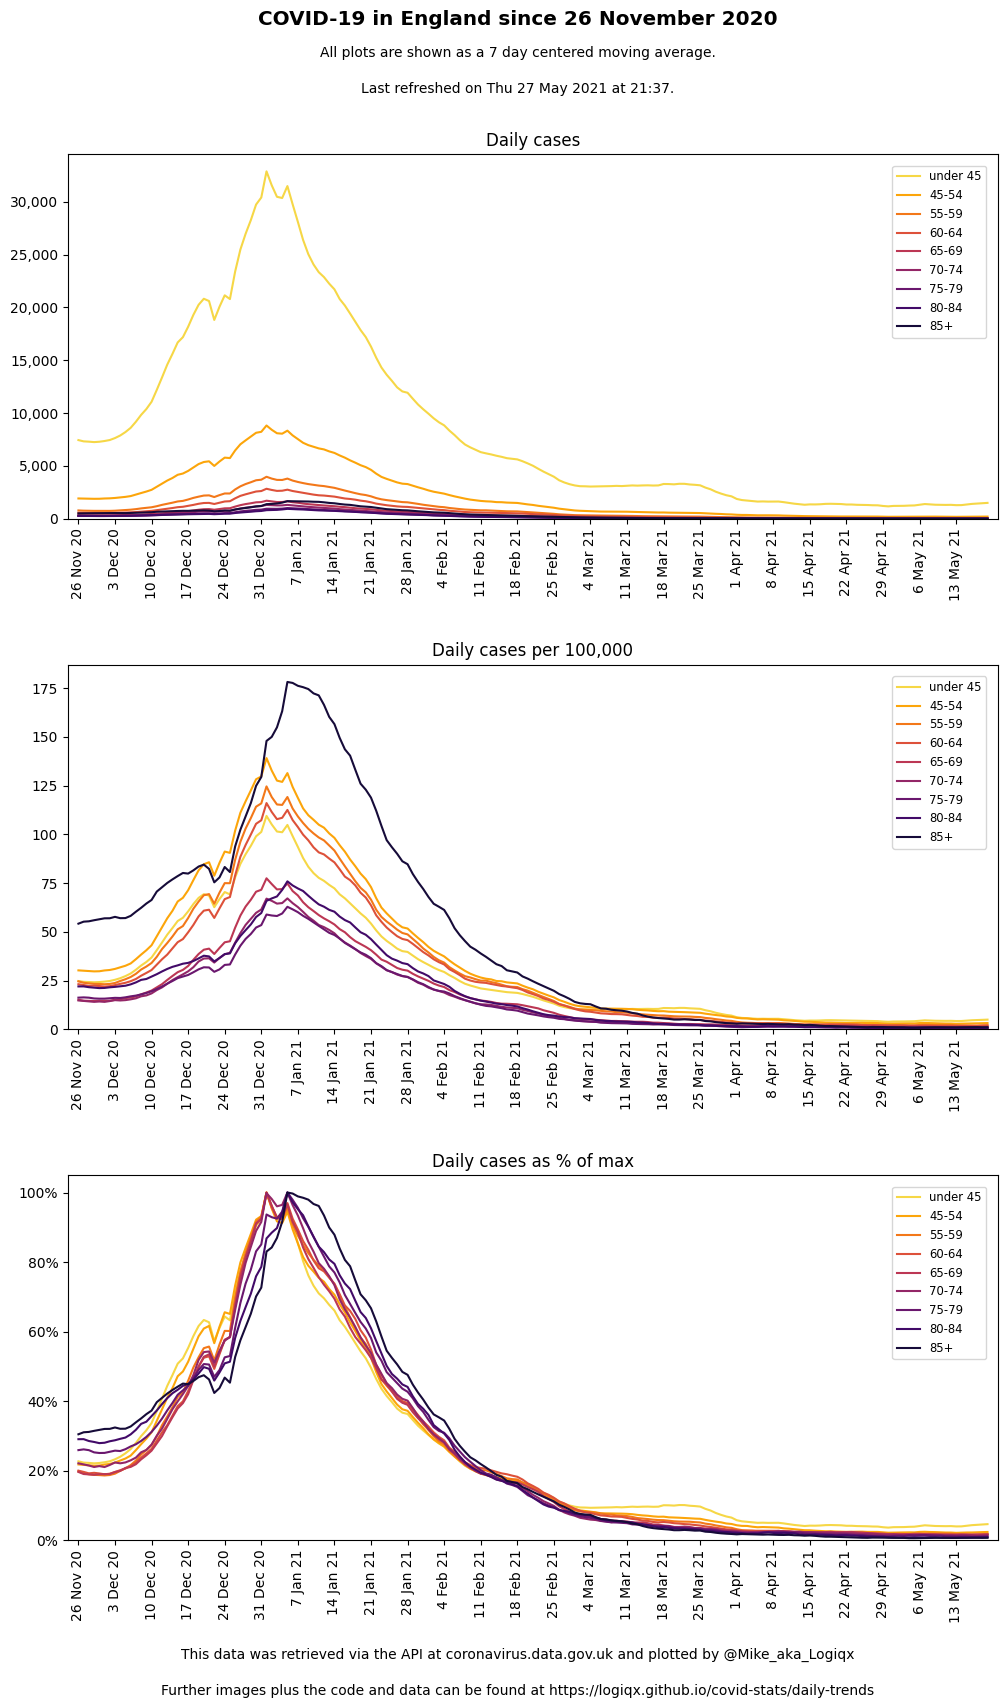 COVID-19 in England since 26 November 2020
All plots are shown as a 7 day centered moving average.
Last refreshed on Thu 27 May 2021 at 21:37.
Daily cases
30,000
25,000
20,000
15,000
10,000
5,000
0
under 45
45-54
55-59
60-64
65-69
70-74
75-79
80-84
85+
26 Nov 20
3 Dec 20
10 Dec 20
17 Dec 20
24 Dec 20
31 Dec 20
7 Jan 21
14 Jan 21
21 Jan 21
28 Jan 21
4 Feb 21
11 Feb 21
18 Feb 21
25 Feb 21
4 Mar 21
11 Mar 21
18 Mar 21
25 Mar 21
1 Apr 21
8 Apr 21
15 Apr 21
22 Apr 21
29 Apr 21
6 May 21
13 May 21
Daily cases per 100,000
175
150
125
100
75
50
25
0
under 45
45-54
55-59
60-64
65-69
70-74
75-79
80-84
85+
26 Nov 20
3 Dec 20
10 Dec 20
17 Dec 20
24 Dec 20
31 Dec 20
7 Jan 21
14 Jan 21
21 Jan 21
28 Jan 21
4 Feb 21
11 Feb 21
18 Feb 21
25 Feb 21
4 Mar 21
11 Mar 21
18 Mar 21
25 Mar 21
1 Apr 21
8 Apr 21
15 Apr 21
22 Apr 21
29 Apr 21
6 May 21
13 May 21
Daily cases as % of max
100%
80%
60%
40%
20%
0%
under 45
45-54
55-59
60-64
65-69
70-74
75-79
80-84
85+
26 Nov 20
3 Dec 20
10 Dec 20
17 Dec 20
24 Dec 20
31 Dec 20
7 Jan 21
14 Jan 21
21 Jan 21
28 Jan 21
4 Feb 21
11 Feb 21
18 Feb 21
25 Feb 21
4 Mar 21
11 Mar 21
18 Mar 21
25 Mar 21
1 Apr 21
8 Apr 21
15 Apr 21
22 Apr 21
29 Apr 21
6 May 21
13 May 21
This data was retrieved via the API at coronavirus.data.gov.uk and plotted by @Mike_aka_Logiqx
Further images plus the code and data can be found at https://logiqx.github.io/covid-stats/daily-trends